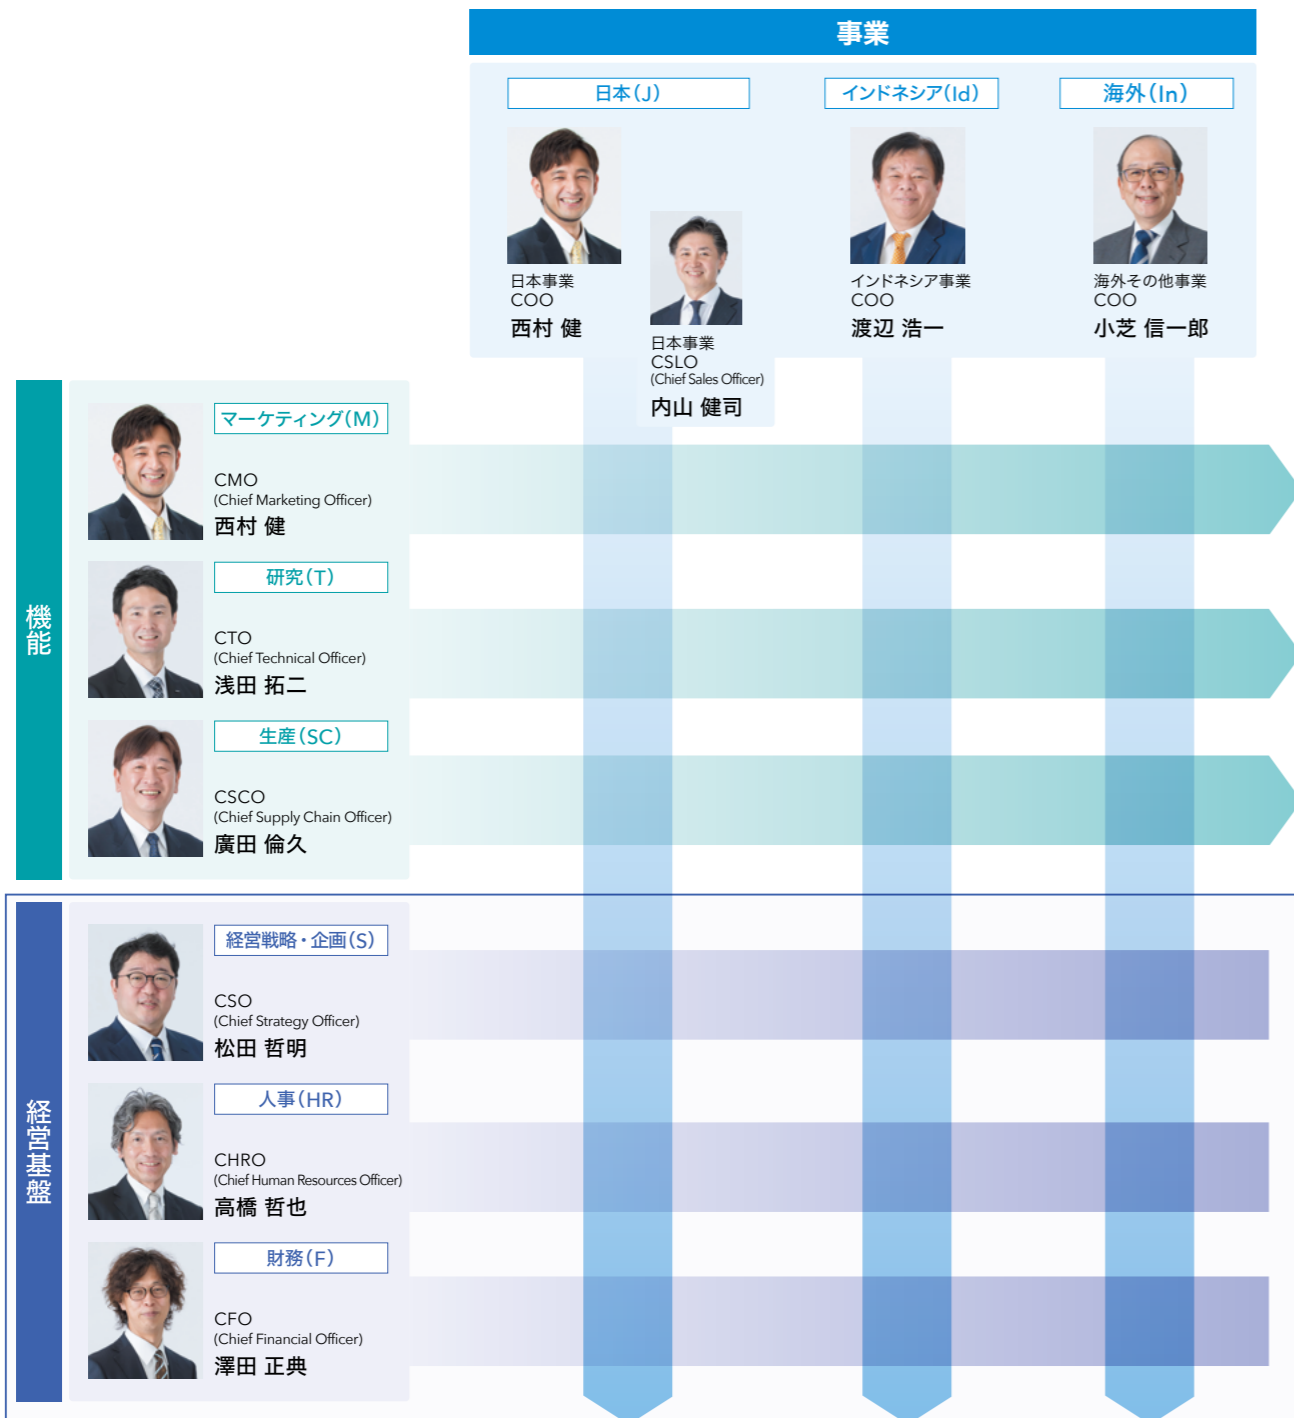 事業
日本(J)
インドネシア(Id)
海外(In)
日本事業
COO
西村 健
日本事業
CSLO
(Chief Sales Officer)
内山 健司
インドネシア事業
COO
渡辺 浩一
海外その他事業
COO
小芝 信一郎
機能
マーケティング(M)
CMO
(Chief Marketing Officer)
西村 健
研究(T)
CTO
(Chief Technical Officer)
浅田 拓二
生産(SC)
CSCO
(Chief Supply Chain Officer)
廣田 倫久
経営基盤
経営戦略・企画(S)
CSO
(Chief Strategy Officer)
松田 哲明
人事(HR)
CHRO
(Chief Human Resources Officer)
高橋 哲也
財務(F)
CFO
(Chief Financial Officer)
澤田 正典